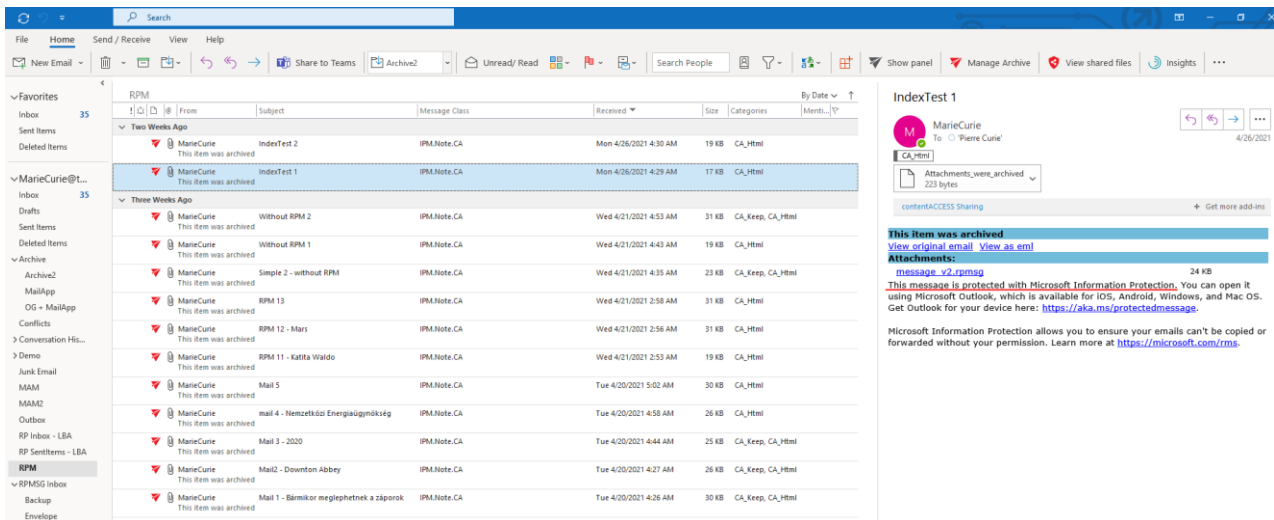 Search
File Home Send / Receive View Help
New Email Share to Teams Archive2 Unread/ Read Search People Show panel Manage Archive View shared files Insights
Favorites
Inbox 35
Sent Items
Deleted Items
MarieCurie@t...
Inbox 35
Drafts
Sent Items
Deleted Items
Archive
Archive2
MailApp
OG + MailApp
Conflicts
Conversation His...
Demo
Junk Email
MAM
MAM2
Outbox
RP Inbox - LBA
RP SentItems - LBA
RPM
RPMSG Inbox
Backup
Envelope
RPM By Date
From Subject Message Class Received Size Categories Menti...
Two Weeks Ago
MarieCurie IndexTest 2 IPM.Note.CA Mon 4/26/2021 4:30 AM 19 KB CA_Html
This item was archived
MarieCurie IndexTest 1 IPM.Note.CA Mon 4/26/2021 4:29 AM 17 KB CA_Html
This item was archived
Three Weeks Ago
MarieCurie Without RPM 2 IPM.Note.CA Wed 4/21/2021 4:53 AM 31 KB CA_Keep, CA_Html
This item was archived
MarieCurie Without RPM 1 IPM.Note.CA Wed 4/21/2021 4:43 AM 19 KB CA_Html
This item was archived
MarieCurie Simple 2 - without RPM IPM.Note.CA Wed 4/21/2021 4:35 AM 23 KB CA_Keep, CA_Html
This item was archived
MarieCurie RPM 13 IPM.Note.CA Wed 4/21/2021 2:58 AM 31 KB CA_Html
This item was archived
MarieCurie RPM 12 - Mars IPM.Note.CA Wed 4/21/2021 2:56 AM 31 KB CA_Html
This item was archived
MarieCurie RPM 11 - Katita Waldo IPM.Note.CA Wed 4/21/2021 2:53 AM 19 KB CA_Html
This item was archived
MarieCurie Mail 5 IPM.Note.CA Tue 4/20/2021 5:02 AM 30 KB CA_Html
This item was archived
MarieCurie mail 4 - Nemzetközi Energiaügynökség IPM.Note.CA Tue 4/20/2021 4:58 AM 26 KB CA_Html
This item was archived
MarieCurie Mail 3 - 2020 IPM.Note.CA Tue 4/20/2021 4:44 AM 25 KB CA_Keep, CA_Html
This item was archived
MarieCurie Mail2 - Downton Abbey IPM.Note.CA Tue 4/20/2021 4:27 AM 26 KB CA_Keep, CA_Html
This item was archived
MarieCurie Mail 1 - Bármikor meglephetnek a záporok IPM.Note.CA Tue 4/20/2021 4:26 AM 30 KB CA_Keep, CA_Html
This item was archived
IndexTest 1
M
MarieCurie
To 'Pierre Curie' 4/26/2021
CA_Html
Attachments_were_archived
223 bytes
contentACCESS Sharing + Get more add-ins
This item was archived
View original email View as eml
Attachments:
message_v2.rpmsg 24 KB
This message is protected with Microsoft Information Protection. You can open it
using Microsoft Outlook, which is available for iOS, Android, Windows, and Mac OS.
Get Outlook for your device here: https://aka.ms/protectedmessage.
Microsoft Information Protection allows you to ensure your emails can't be copied or
forwarded without your permission. Learn more at https://microsoft.com/rms.